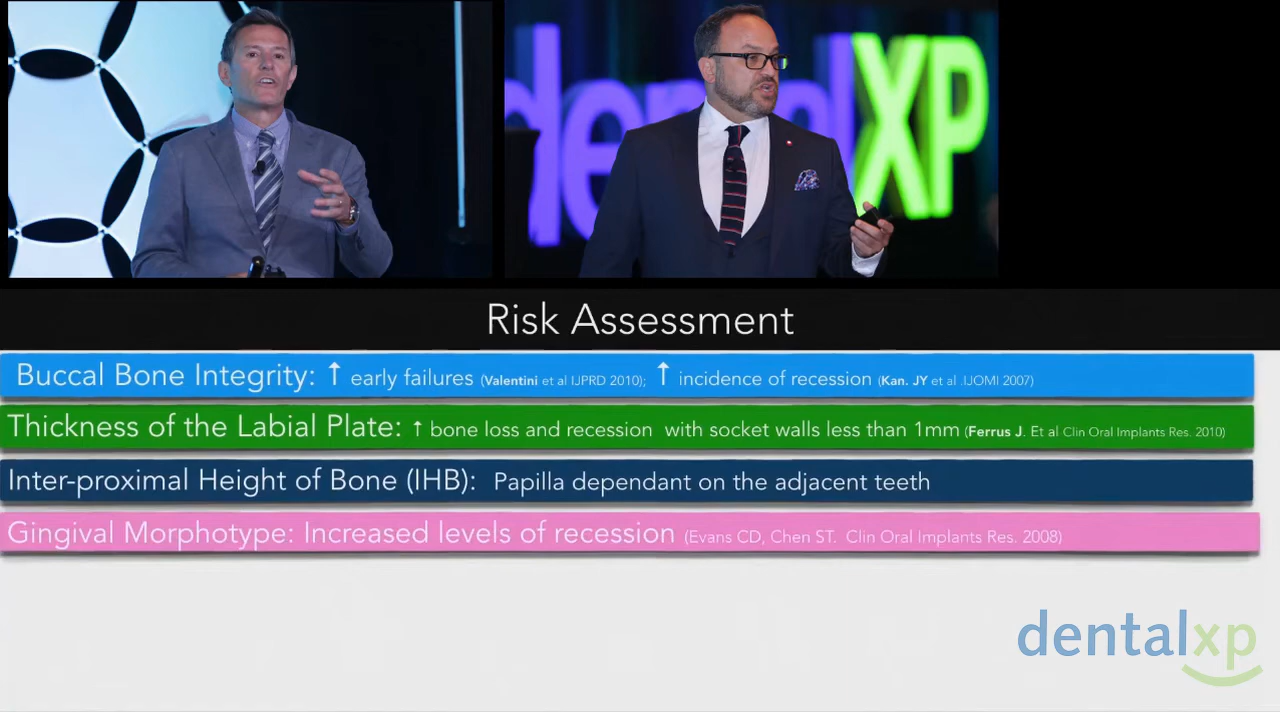 dentalXP
Risk Assessment
Buccal Bone Integrity: ↑ early failures (Valentini et al IJPRD 2010); ↑ incidence of recession (Kan. JY et al .IJOMI 2007)
Thickness of the Labial Plate: ↑ bone loss and recession with socket walls less than 1mm (Ferrus J. Et al Clin Oral Implants Res. 2010)
Inter-proximal Height of Bone (IHB): Papilla dependant on the adjacent teeth
Gingival Morphotype: Increased levels of recession (Evans CD, Chen ST. Clin Oral Implants Res. 2008)
dentalxp